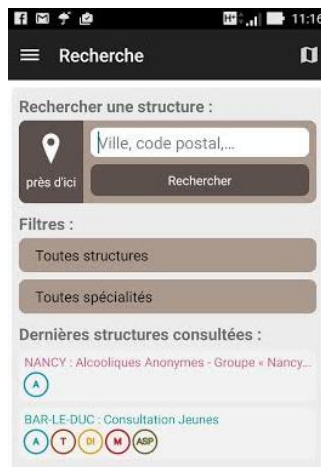 H+ 11:16
Recherche
Rechercher une structure :
Ville, code postal,...
près d'ici
Rechercher
Filtres :
Toutes structures
Toutes spécialités
Dernières structures consultées :
NANCY : Alcooliques Anonymes - Groupe « Nancy...
A
BAR-LE-DUC : Consultation Jeunes
A T DI M ASP